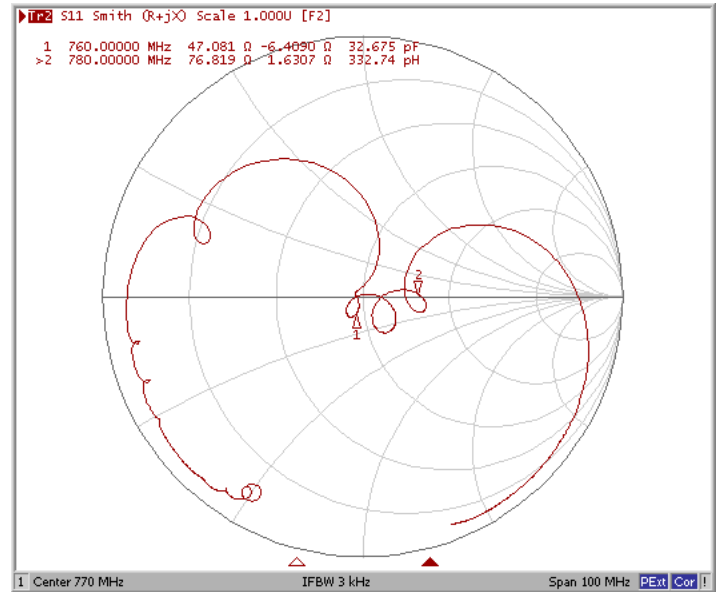 Tr2 S11 Smith (R+jX) Scale 1.000U [F2]
1 760.00000 MHz 47.081 Ω -6.4090 Ω 32.675 pF
>2 780.00000 MHz 76.819 Ω 1.6307 Ω 332.74 pH
2
1
1 Center 770 MHz IFBW 3 kHz Span 100 MHz PExt Cor !